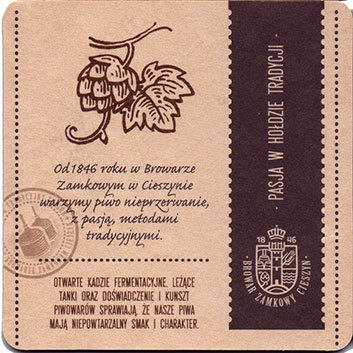 Od 1846 roku w Browarze
Zamkowym w Cieszynie
warzymy piwo nieprzerwanie,
z pasją, metodami
tradycyjnymi.
OTWARTE KADZIE FERMENTACYJNE, LEŻĄCE
TANKI ORAZ DOŚWIADCZENIE I KUNSZT
PIWOWARÓW SPRAWIAJĄ, ŻE NASZE PIWA
MAJĄ NIEPOWTARZALNY SMAK I CHARAKTER.
- PASJA W HOŁDZIE TRADYCJI -
18 46
· BROWAR ZAMKOWY CIESZYN ·